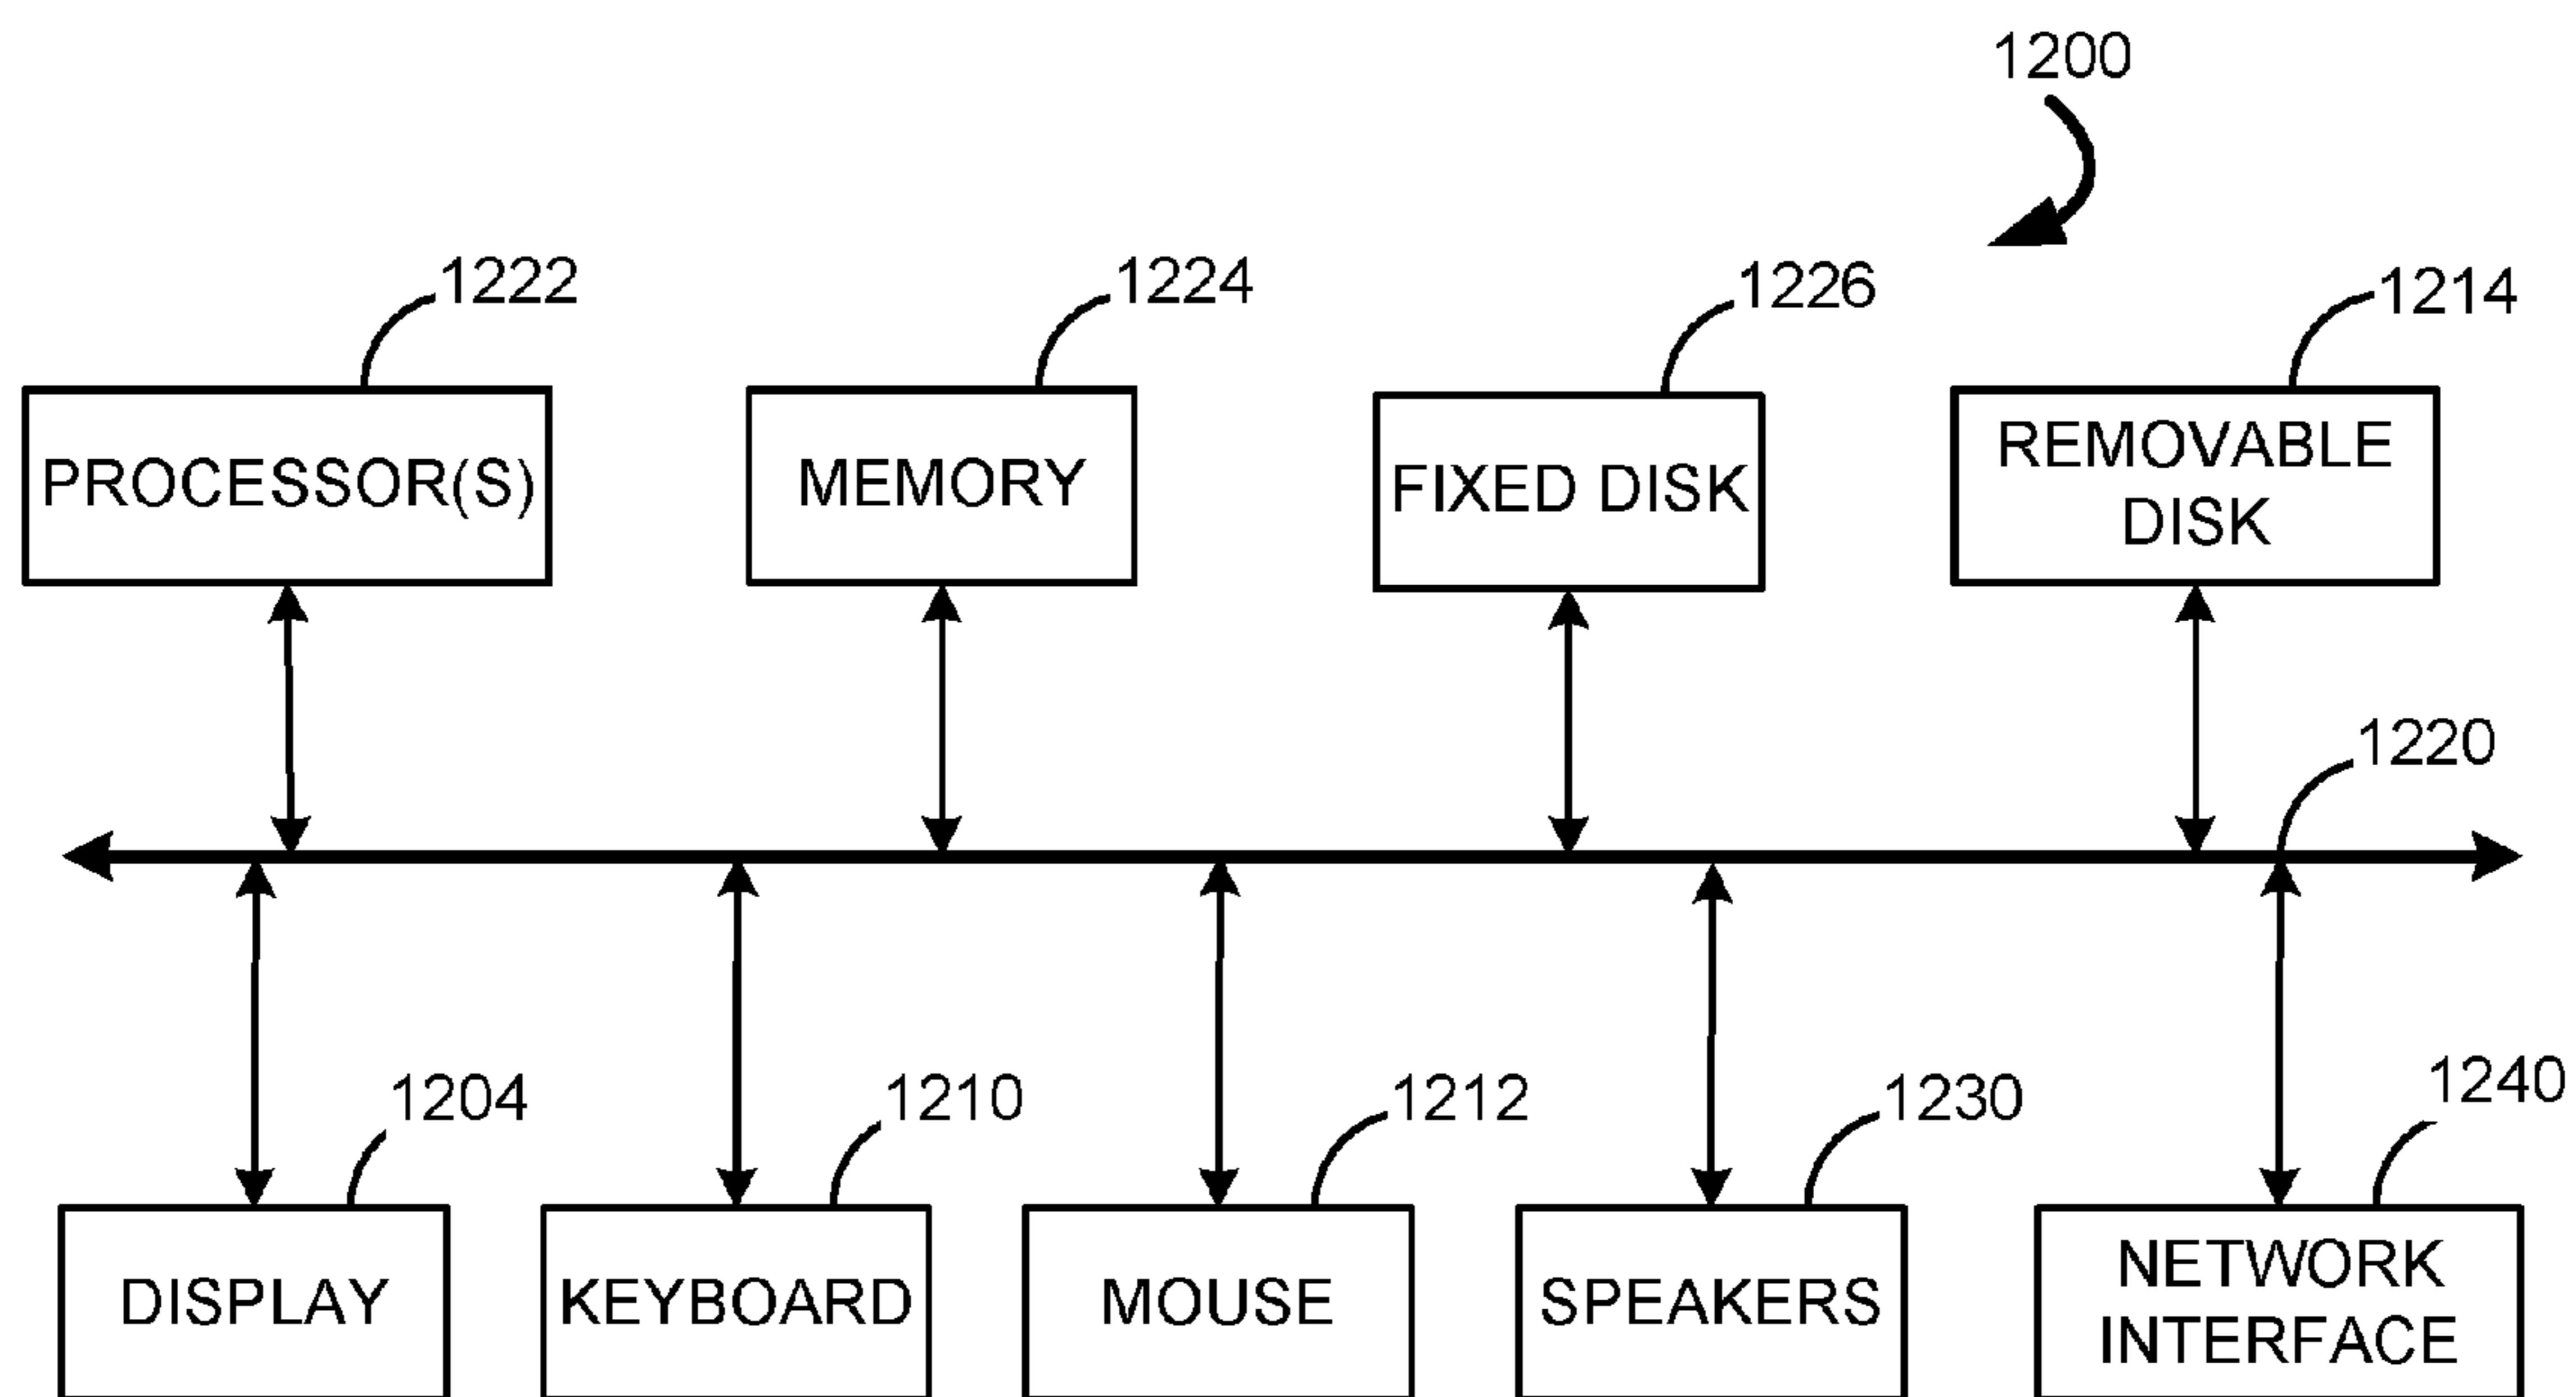 1200
1222
1224
1226
1214
PROCESSOR(S)
MEMORY
FIXED DISK
REMOVABLE
DISK
1220
1204
1210
1212
1230
1240
DISPLAY
KEYBOARD
MOUSE
SPEAKERS
NETWORK
INTERFACE